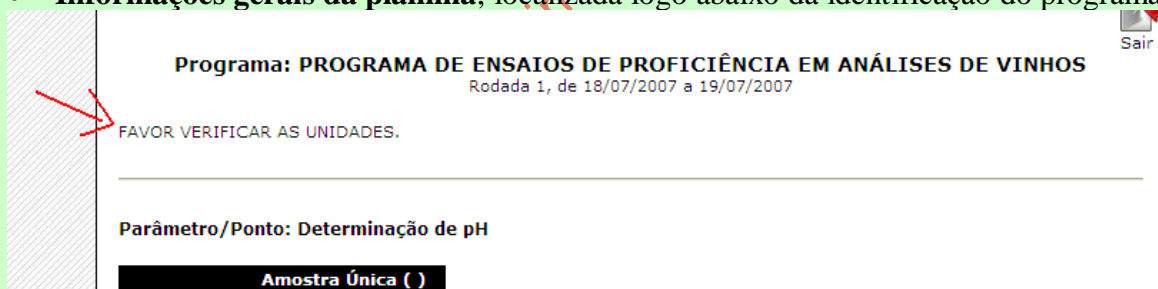 Informações gerais da planilha, localizada logo abaixo da identificação do programa
Sair
Programa: PROGRAMA DE ENSAIOS DE PROFICIÊNCIA EM ANÁLISES DE VINHOS
Rodada 1, de 18/07/2007 a 19/07/2007
FAVOR VERIFICAR AS UNIDADES.
Parâmetro/Ponto: Determinação de pH
Amostra Única ( )